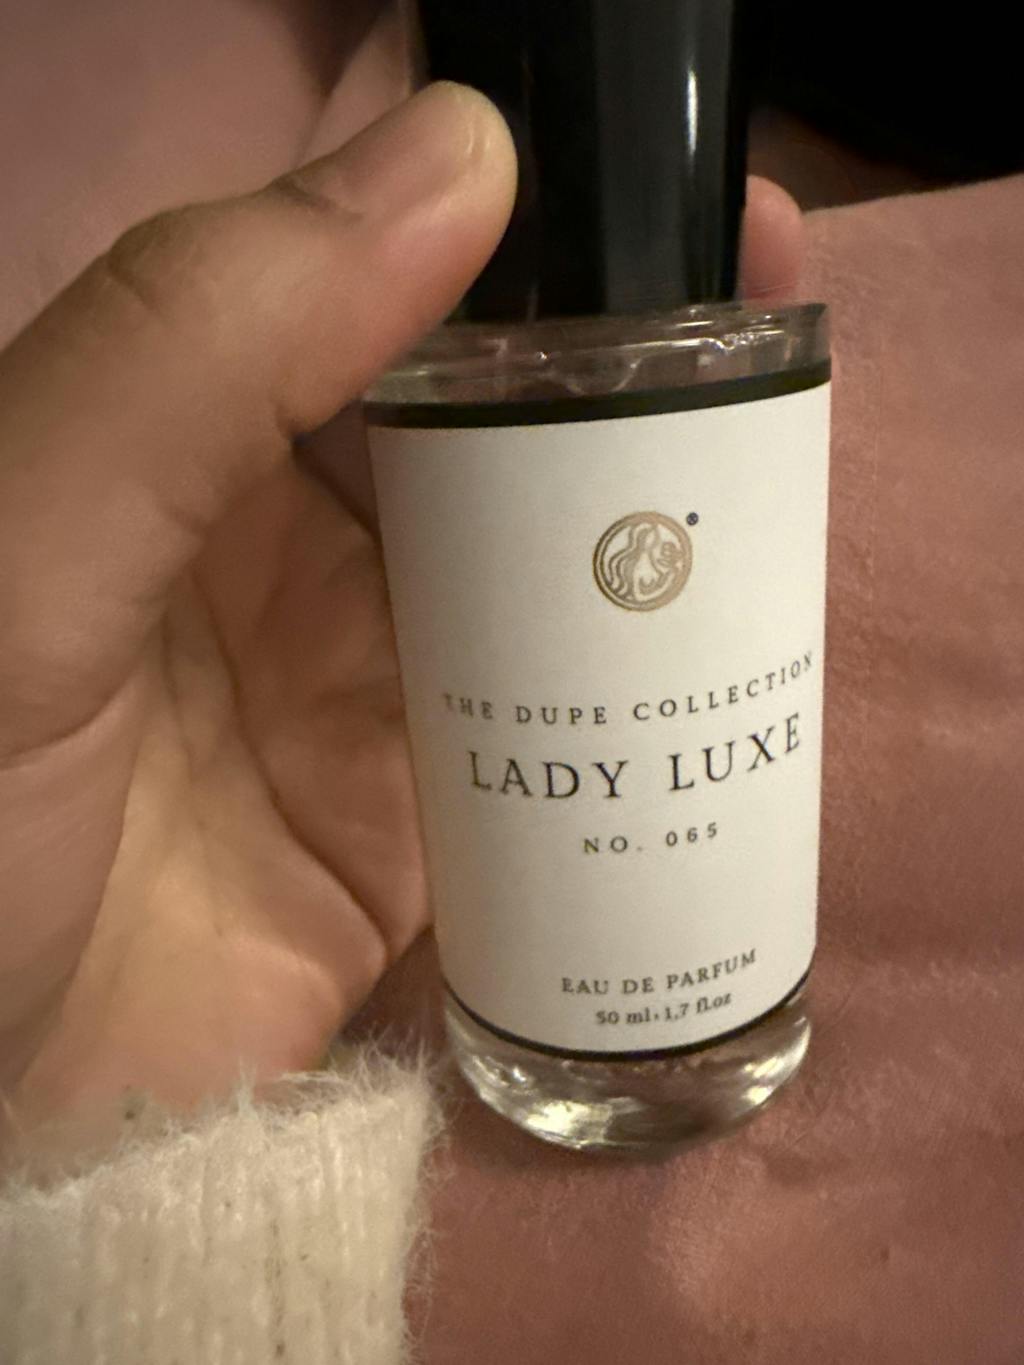 ®
THE DUPE COLLECTION
LADY LUXE
NO. 065
EAU DE PARFUM
50 ml · 1,7 fl.oz